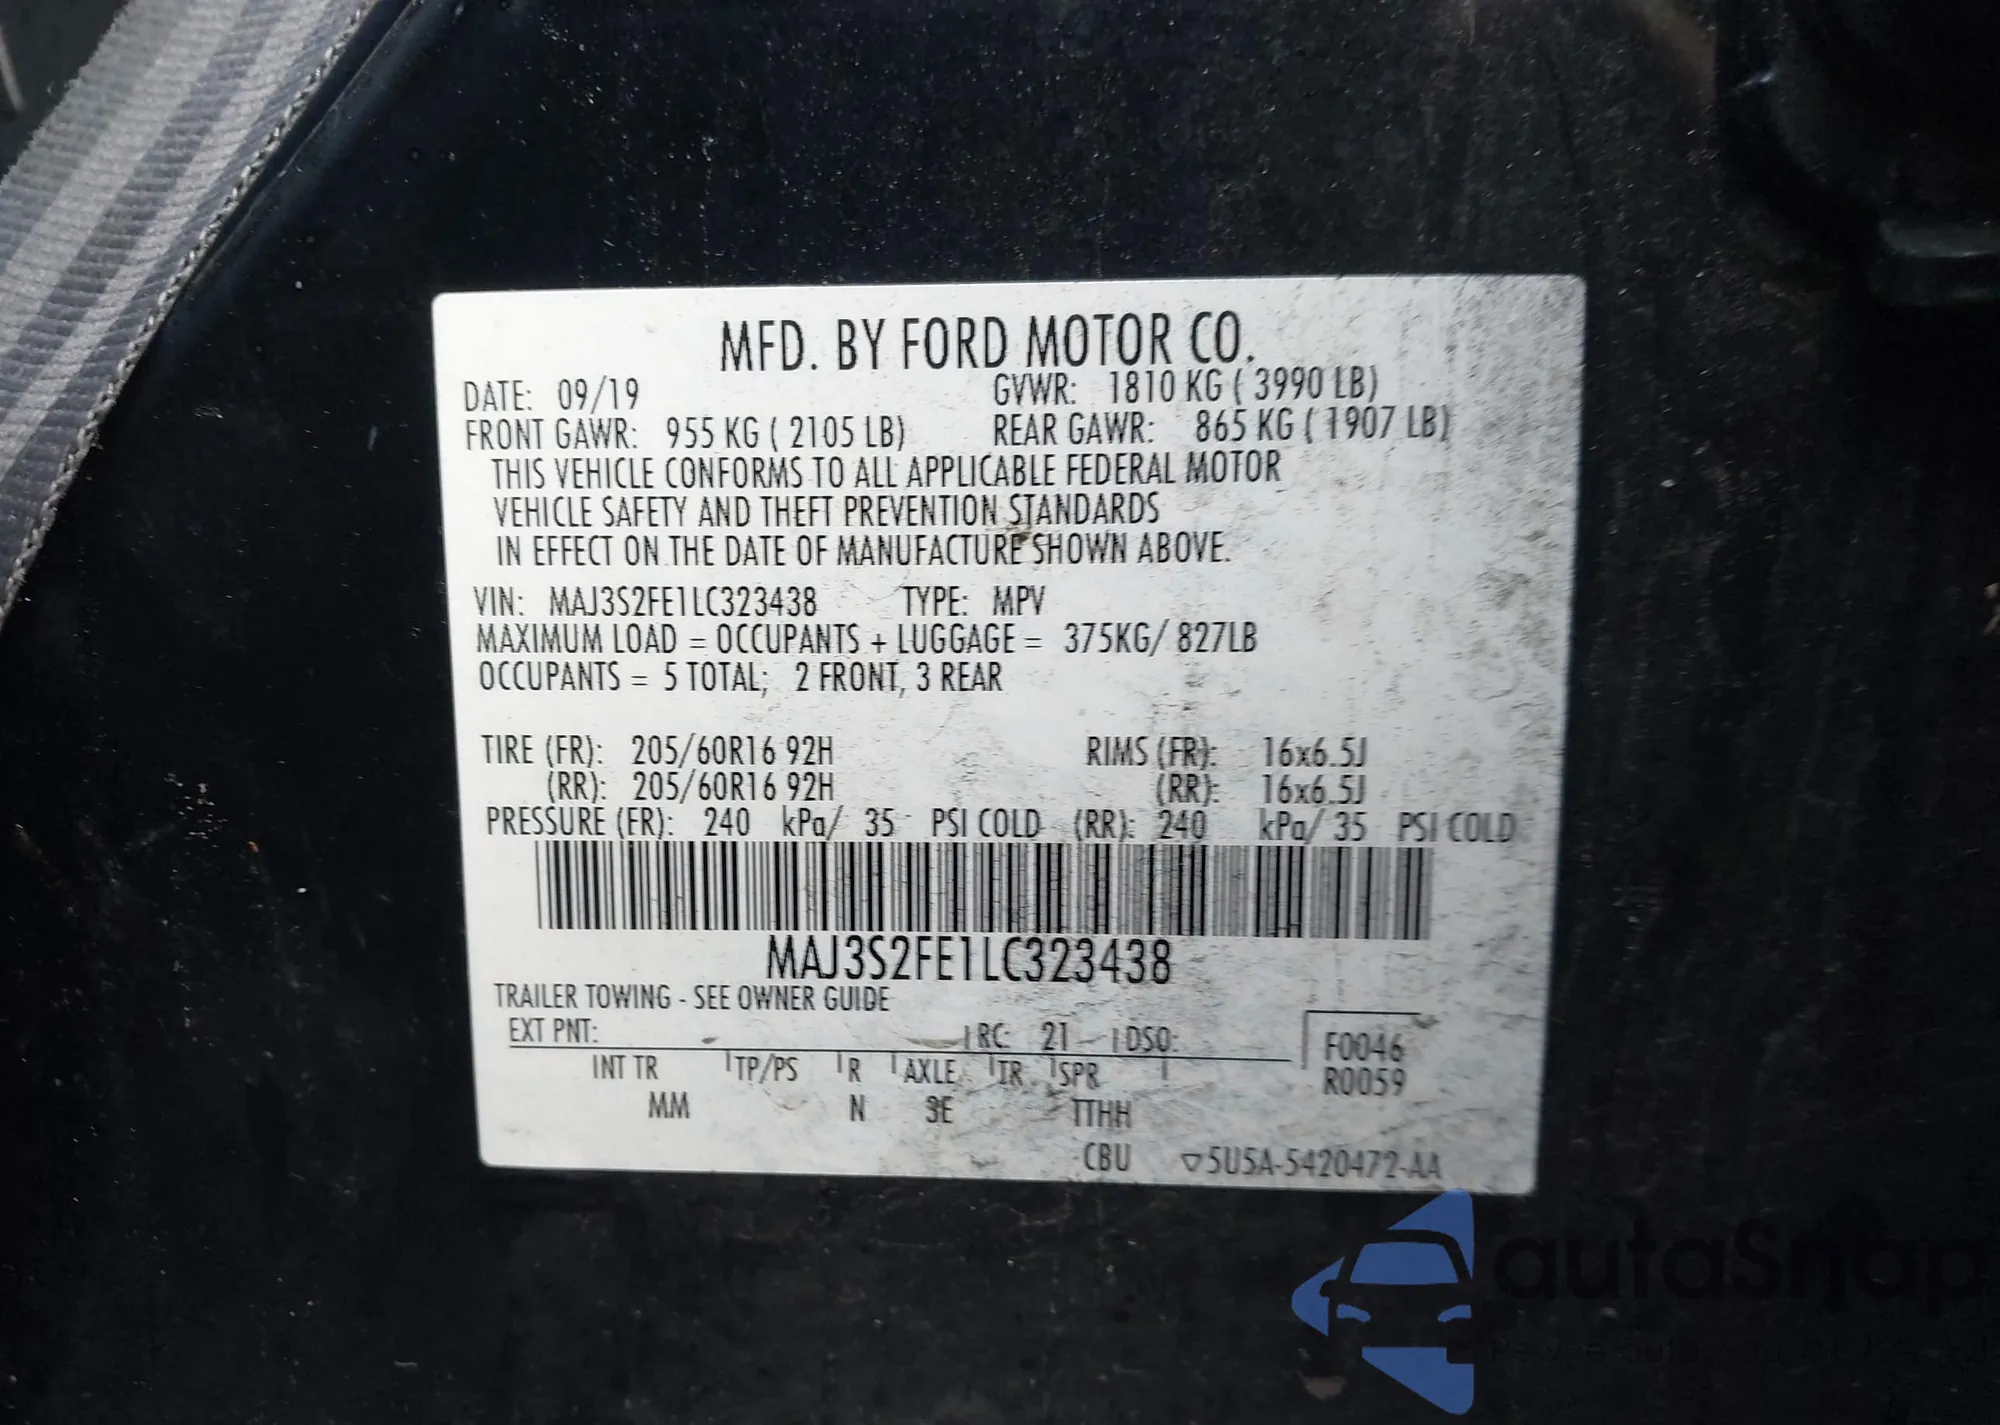 MFD. BY FORD MOTOR CO.
DATE: 09/19 GVWR: 1810 KG ( 3990 LB)
FRONT GAWR: 955 KG ( 2105 LB) REAR GAWR: 865 KG ( 1907 LB)
THIS VEHICLE CONFORMS TO ALL APPLICABLE FEDERAL MOTOR
VEHICLE SAFETY AND THEFT PREVENTION STANDARDS
IN EFFECT ON THE DATE OF MANUFACTURE SHOWN ABOVE.
VIN: MAJ3S2FE1LC323438 TYPE: MPV
MAXIMUM LOAD = OCCUPANTS + LUGGAGE = 375KG/ 827LB
OCCUPANTS = 5 TOTAL; 2 FRONT, 3 REAR
TIRE (FR): 205/60R16 92H RIMS (FR): 16x6.5J
(RR): 205/60R16 92H (RR): 16x6.5J
PRESSURE (FR): 240 kPa/ 35 PSI COLD (RR): 240 kPa/ 35 PSI COLD
MAJ3S2FE1LC323438
TRAILER TOWING - SEE OWNER GUIDE
EXT PNT: RC: 21 DSO: F0046
INT TR TP/PS R AXLE TR SPR R0059
MM N 3E TTHH
CBU 5U5A-5420472-AA
autaSnap